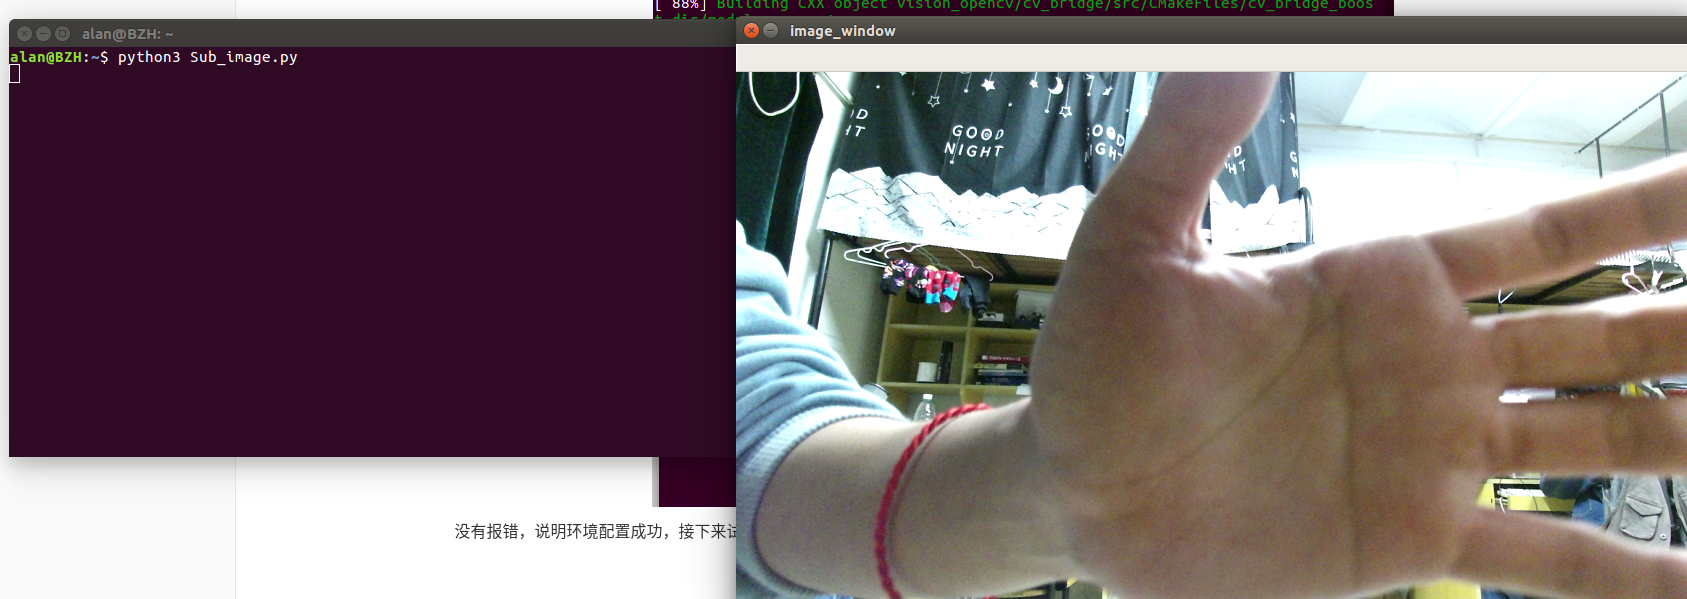 [ 88%] Building CXX object vision_opencv/cv_bridge/src/CMakeFiles/cv_bridge_boos
alan@BZH: ~
image_window
alan@BZH:~$ python3 Sub_image.py
GOOD
NIGHT
没有报错，说明环境配置成功，接下来试